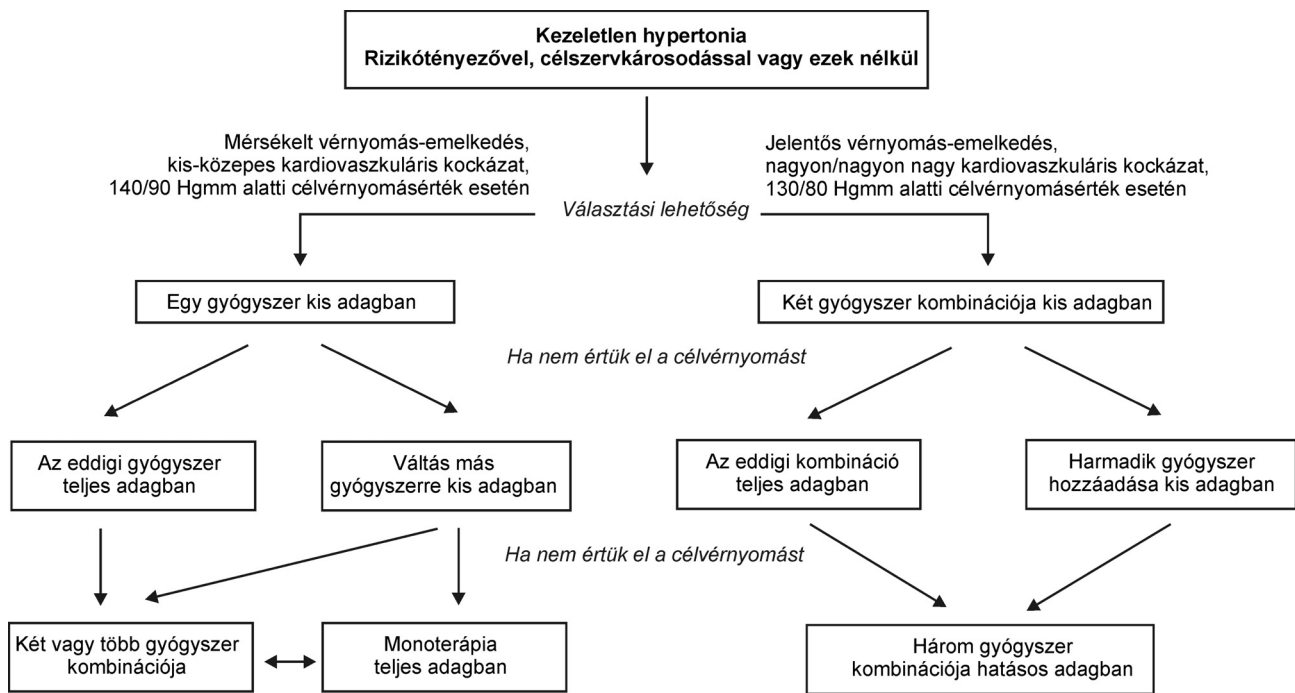 Kezeletlen hypertonia
Rizikótényezővel, célszervkárosodással vagy ezek nélkül
Mérsékelt vérnyomás-emelkedés,
kis-közepes kardiovaszkuláris kockázat,
140/90 Hgmm alatti célvérnyomásérték esetén
Jelentős vérnyomás-emelkedés,
nagyon/nagyon nagy kardiovaszkuláris kockázat,
130/80 Hgmm alatti célvérnyomásérték esetén
Választási lehetőség
Egy gyógyszer kis adagban
Két gyógyszer kombinációja kis adagban
Ha nem értük el a célvérnyomást
Az eddigi gyógyszer
teljes adagban
Váltás más
gyógyszerre kis adagban
Az eddigi kombináció
teljes adagban
Harmadik gyógyszer
hozzáadása kis adagban
Ha nem értük el a célvérnyomást
Két vagy több gyógyszer
kombinációja
Monoterápia
teljes adagban
Három gyógyszer
kombinációja hatásos adagban